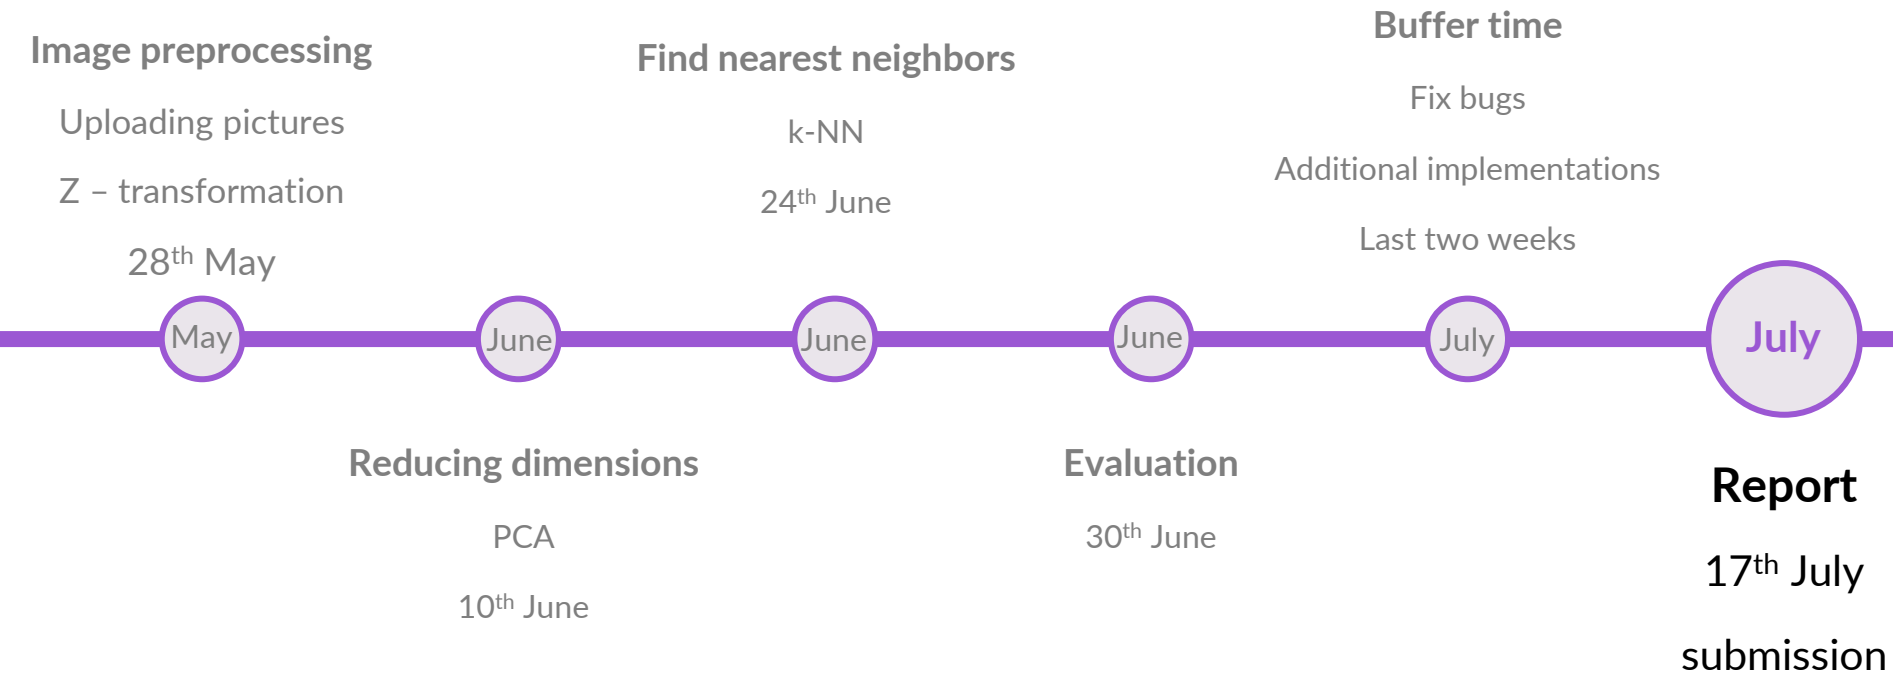 Image preprocessing
Uploading pictures
Z – transformation
28th May
May
Reducing dimensions
PCA
10th June
June
Find nearest neighbors
k-NN
24th June
June
Evaluation
30th June
June
Buffer time
Fix bugs
Additional implementations
Last two weeks
July
July
Report
17th July
submission